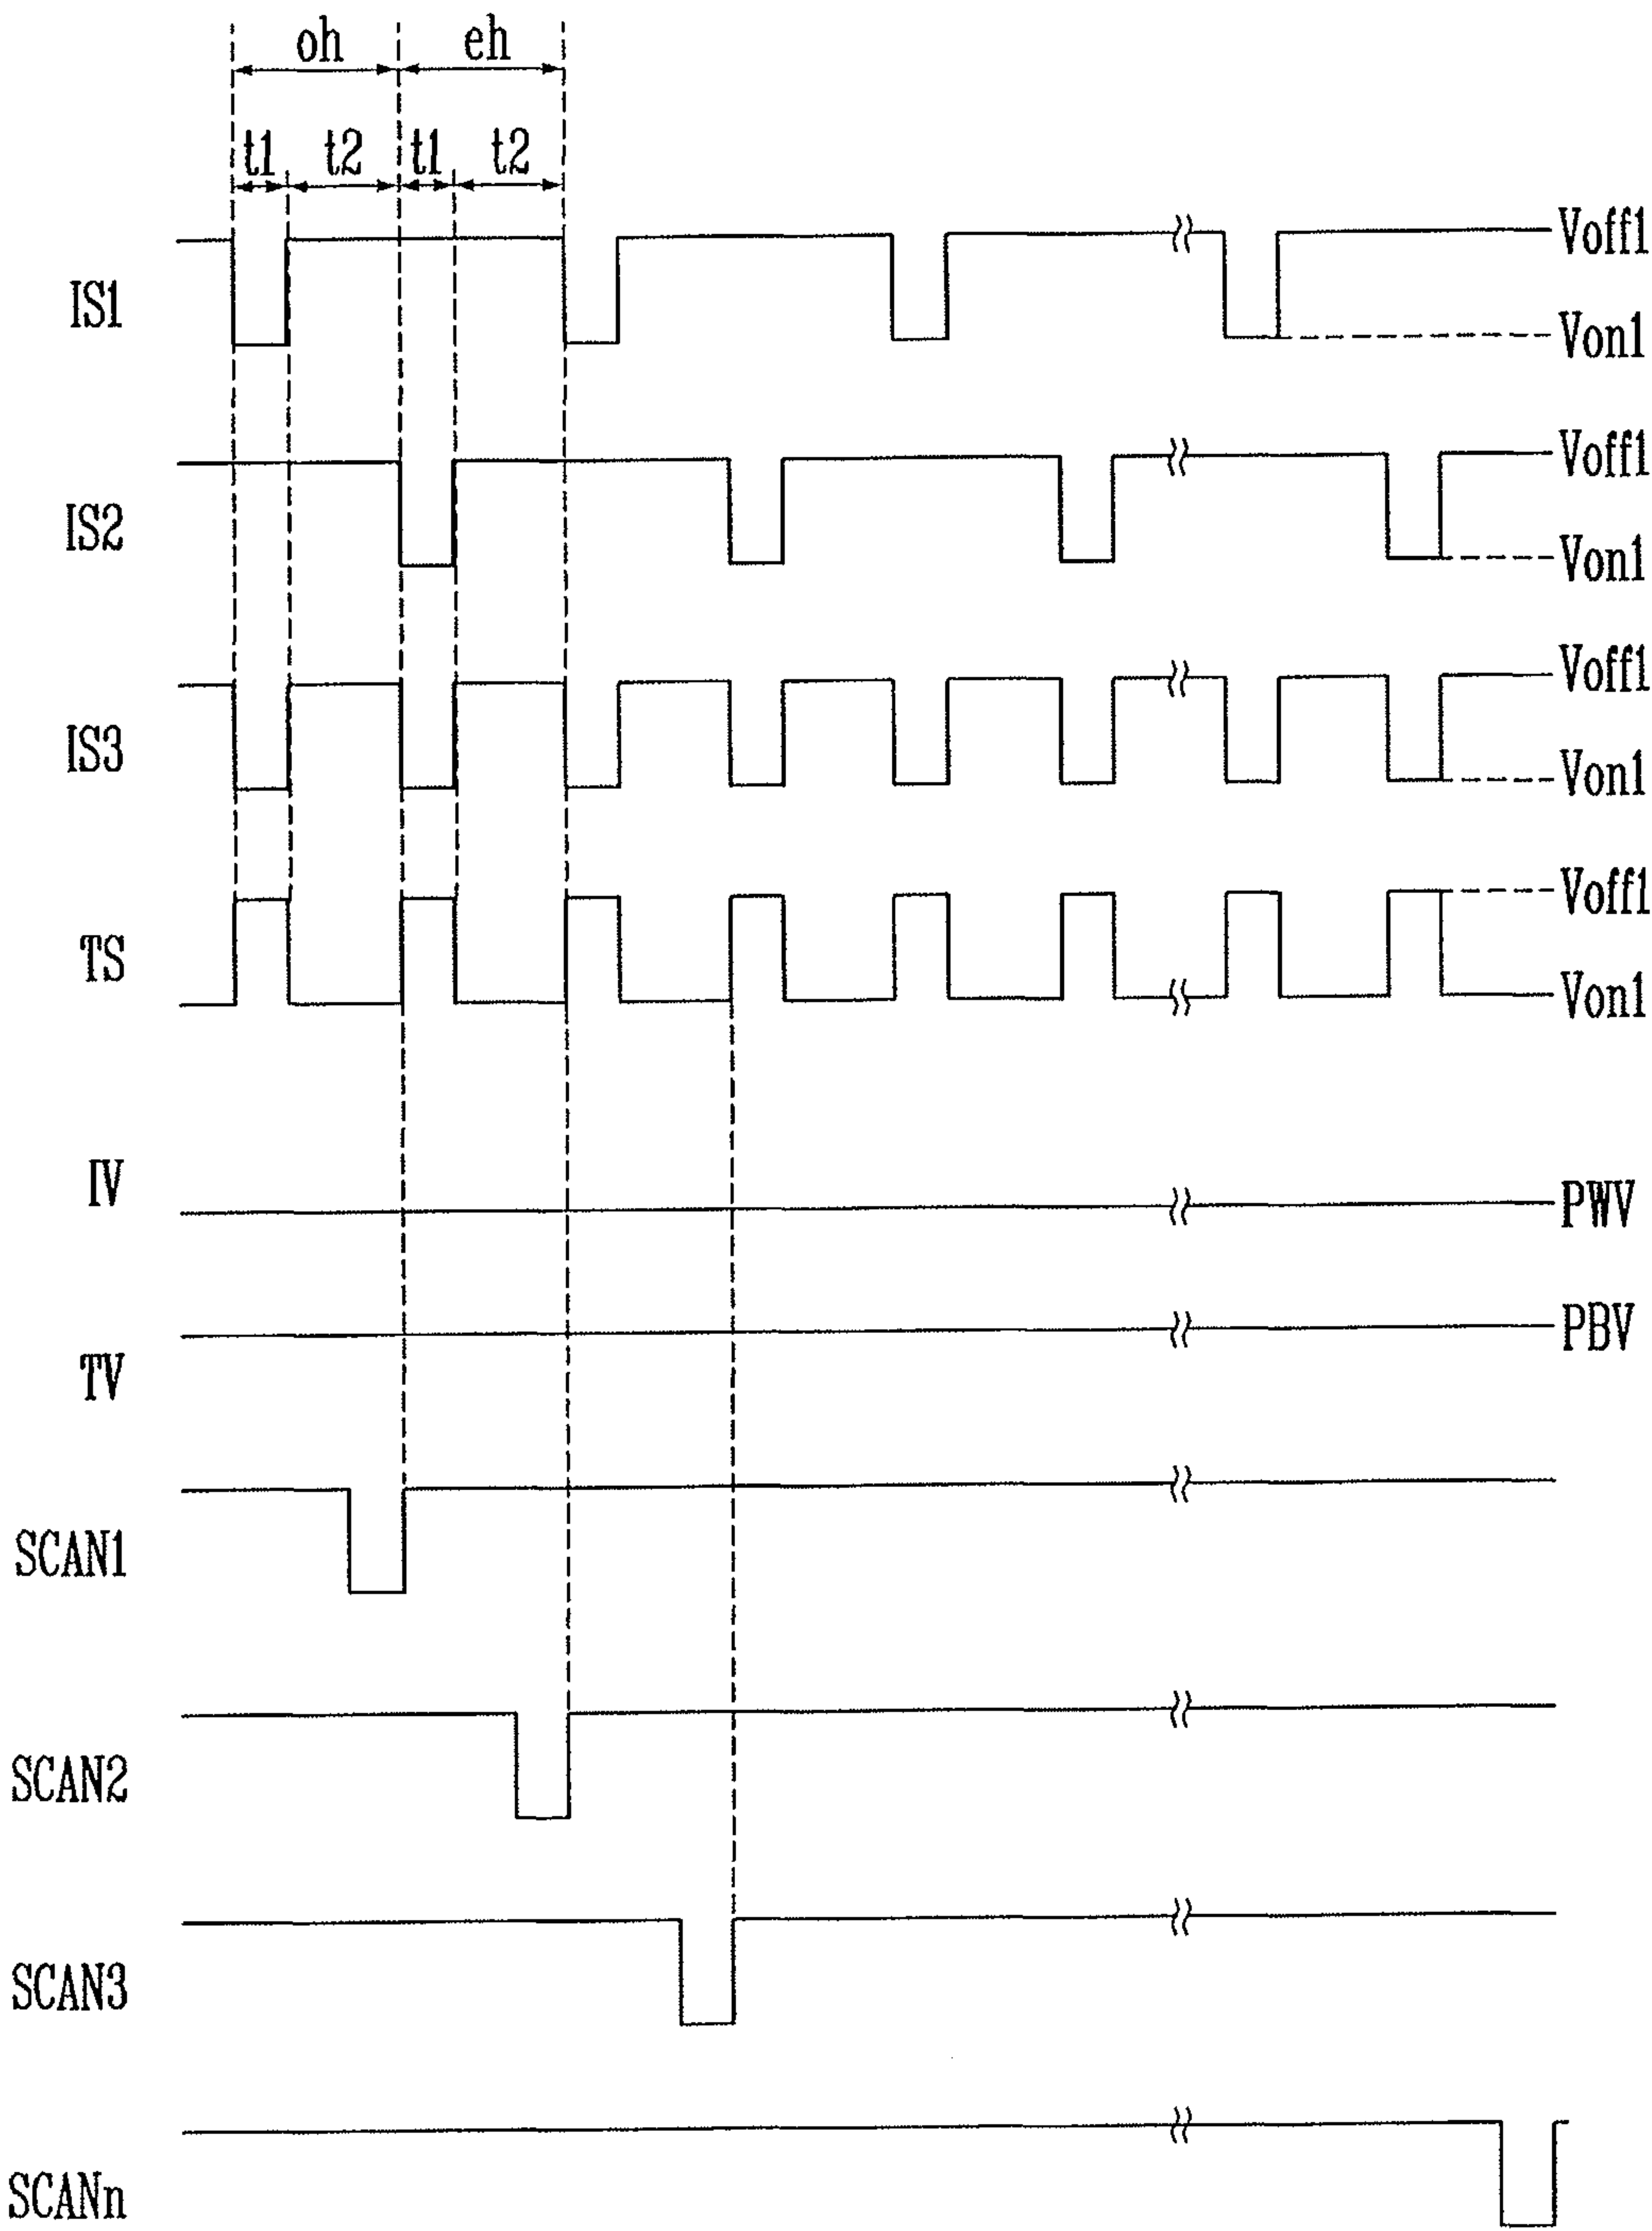 oh eh
t1 t2 t1 t2
IS1 Voff1
Von1
IS2 Voff1
Von1
IS3 Voff1
Von1
TS Voff1
Von1
IV PWV
TV PBV
SCAN1
SCAN2
SCAN3
SCANn